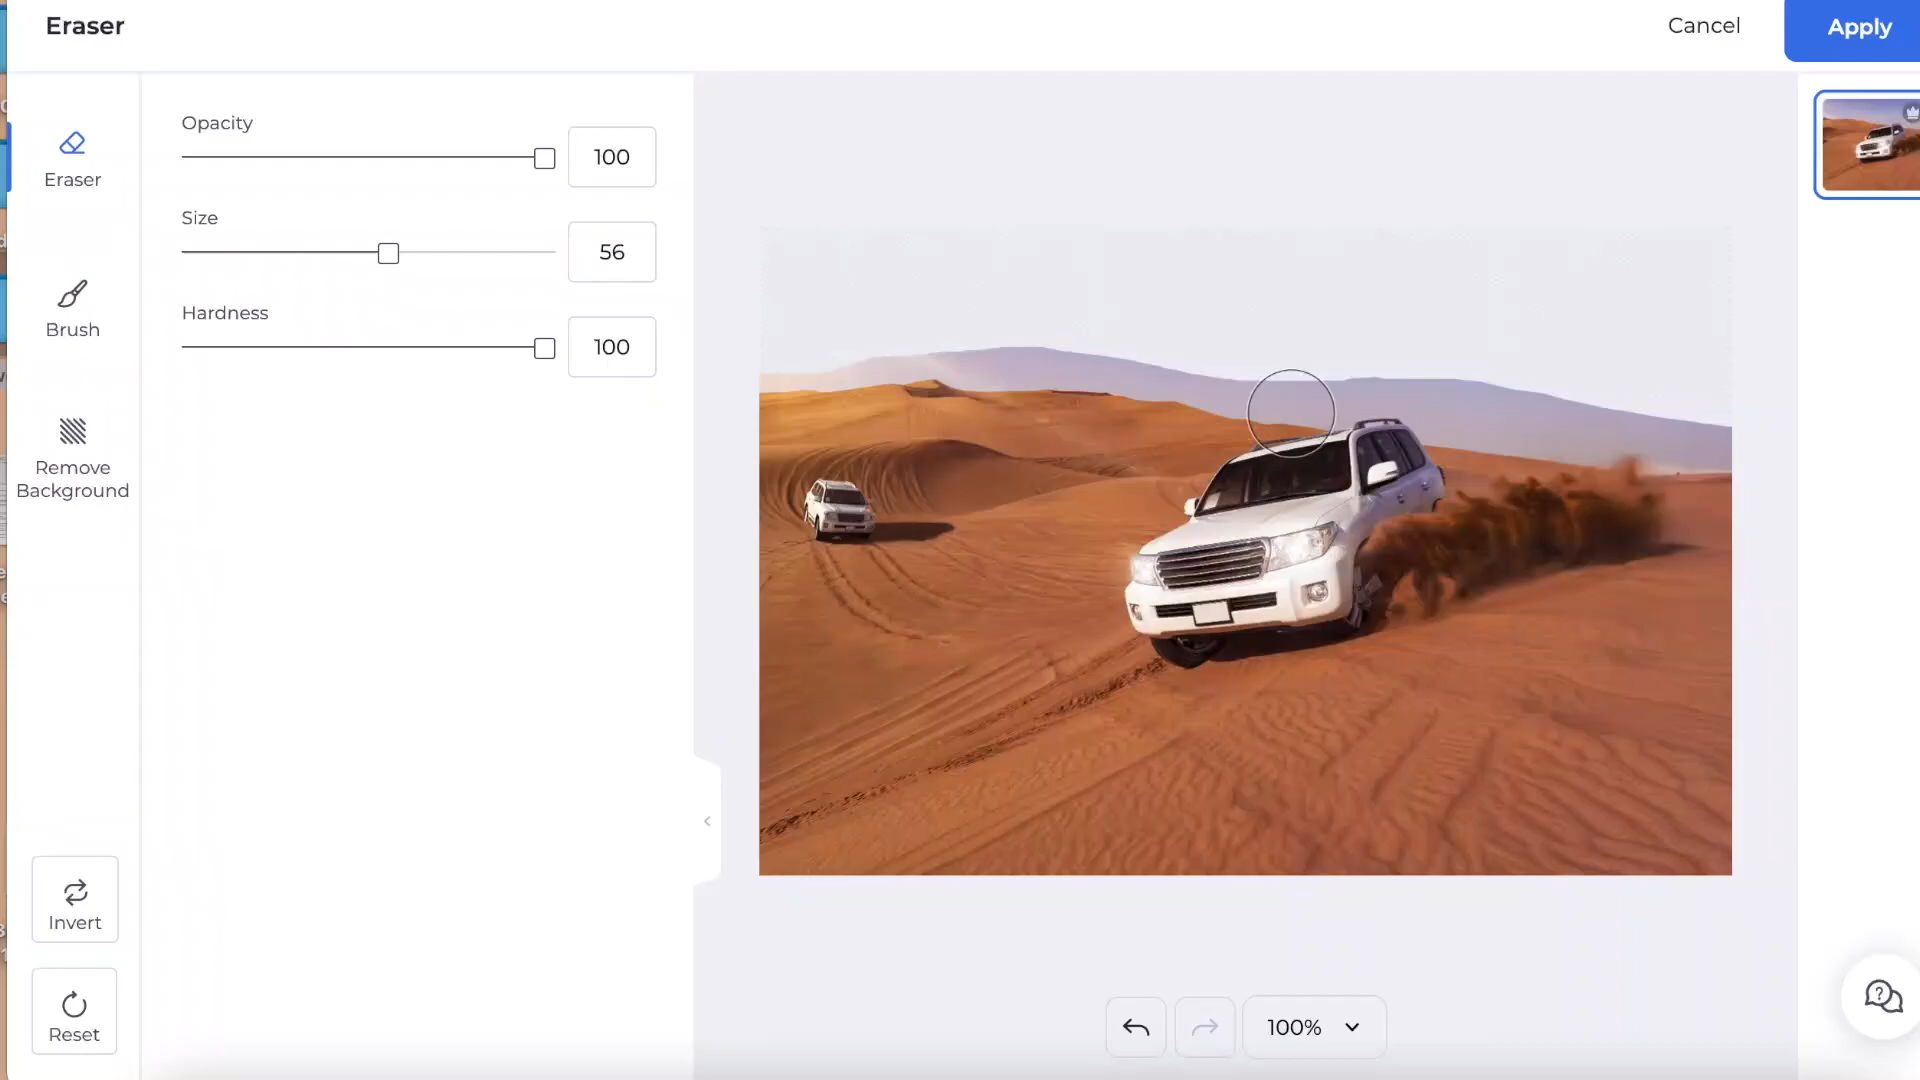 Eraser
Cancel
Apply
Opacity
100
Eraser
Size
56
Hardness
100
Brush
Remove
Background
Invert
Reset
100%